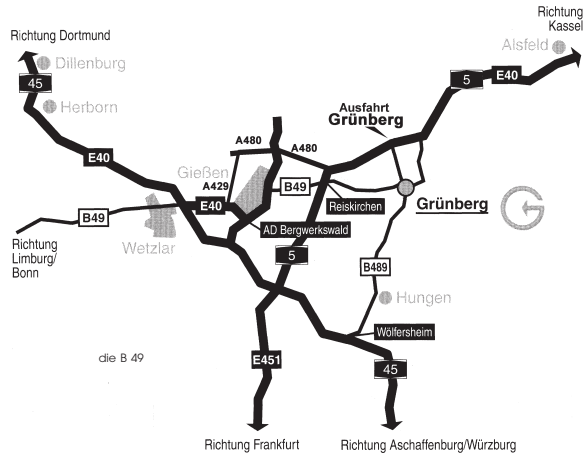 Richtung
Kassel
Richtung Dortmund
Alsfeld
Dillenburg
45
5
E40
Herborn
Ausfahrt
Grünberg
A480
A480
E40
Gießen
A429
B49
E40
Reiskirchen
Grünberg
B49
AD Bergwerkswald
Wetzlar
Richtung
Limburg/
Bonn
5
B489
Hungen
Wölfersheim
die B 49
E451
45
Richtung Frankfurt
Richtung Aschaffenburg/Würzburg